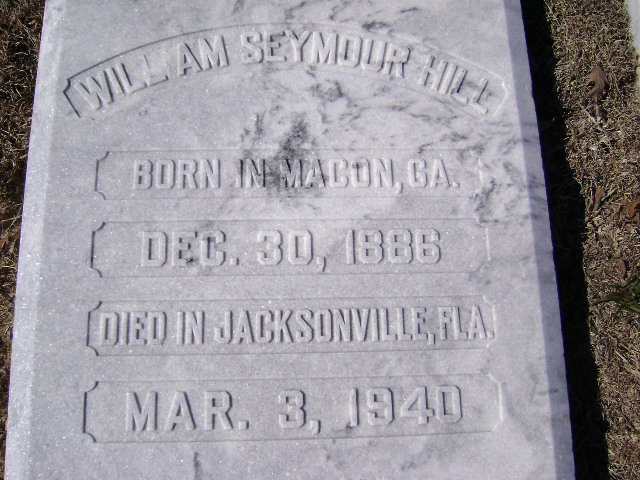 WILLIAM SEYMOUR HILL
BORN IN MACON, GA.
DEC. 30, 1886
DIED IN JACKSONVILLE, FLA.
MAR. 3, 1940